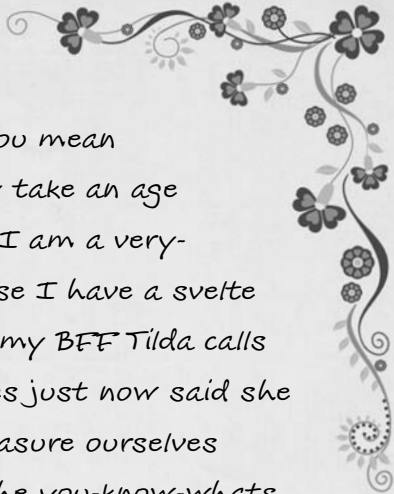 ou mean
take an age
I am a very-
se I have a svelte
my BFF Tilda calls
es just now said she
asure ourselves
he you-know-whats